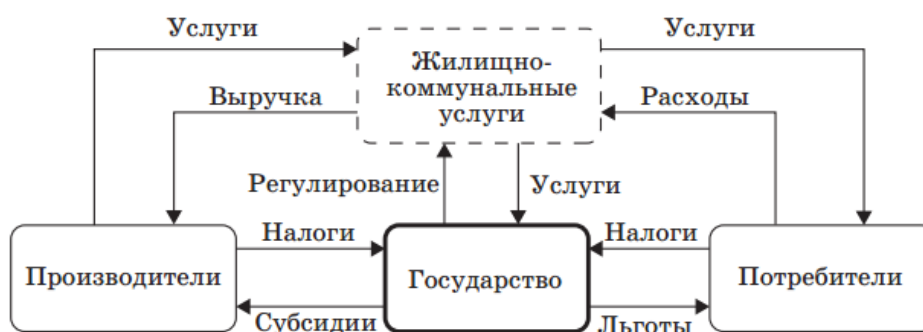 Услуги
Услуги
Жилищно-
коммунальные
услуги
Выручка
Расходы
Регулирование
Услуги
Налоги
Налоги
Производители
Государство
Потребители
Субсидии
Льготы